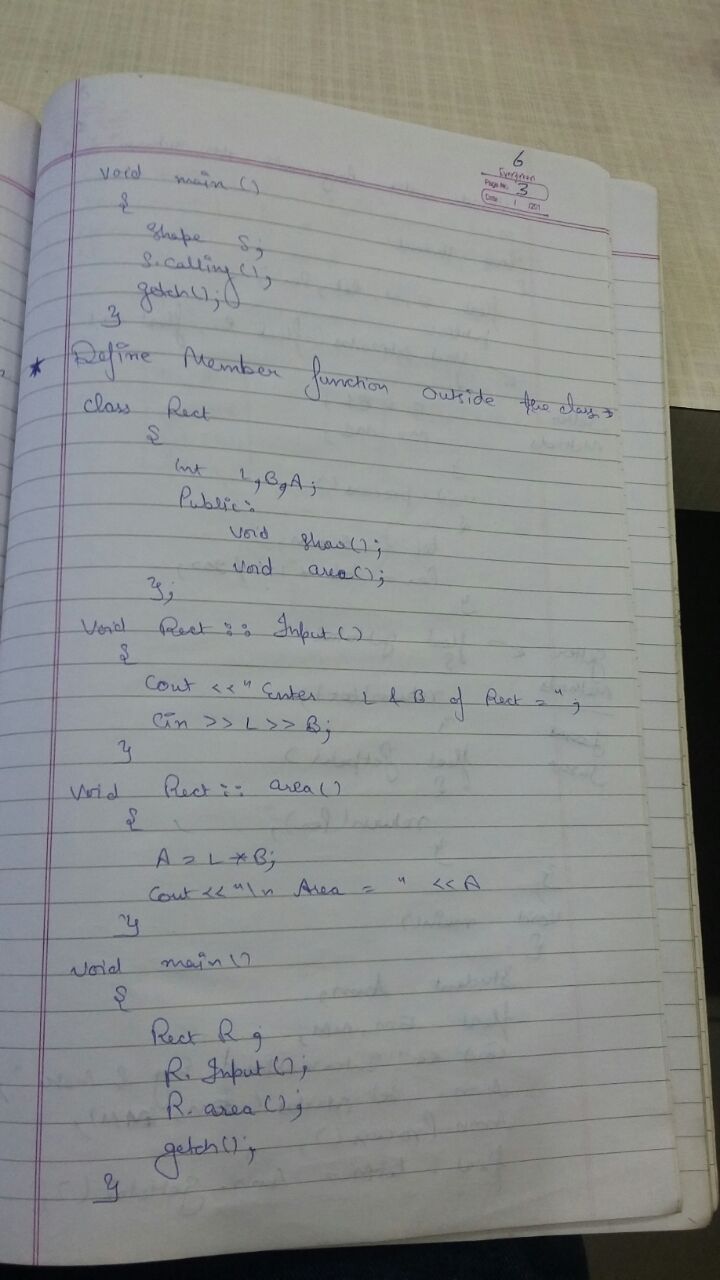 6
Evergreen
Page No. 3
Date / /201
void main()
{
Shape S;
S.calling();
getch();
}
* Define Member function outside the class →
class Rect
{
Int L,B,A;
Public:
void show();
void area();
};
Void Rect :: Input()
{
Cout <<" Enter L & B of Rect = ";
Cin >> L >> B;
}
Void Rect :: area()
{
A = L * B;
Cout <<"\n Area = " << A
}
void main()
{
Rect R;
R. Input();
R. area();
getch();
}